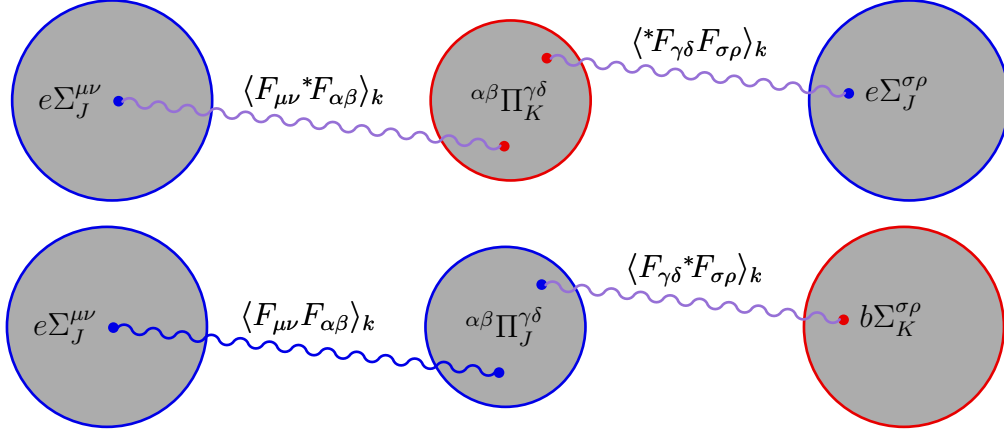 ⟨*F_{γδ}F_{σρ}⟩_k
⟨F_{μν}*F_{αβ}⟩_k
eΣ_J^{μν}
^{αβ}Π_K^{γδ}
eΣ_J^{σρ}
⟨F_{γδ}*F_{σρ}⟩_k
⟨F_{μν}F_{αβ}⟩_k
eΣ_J^{μν}
^{αβ}Π_J^{γδ}
bΣ_K^{σρ}